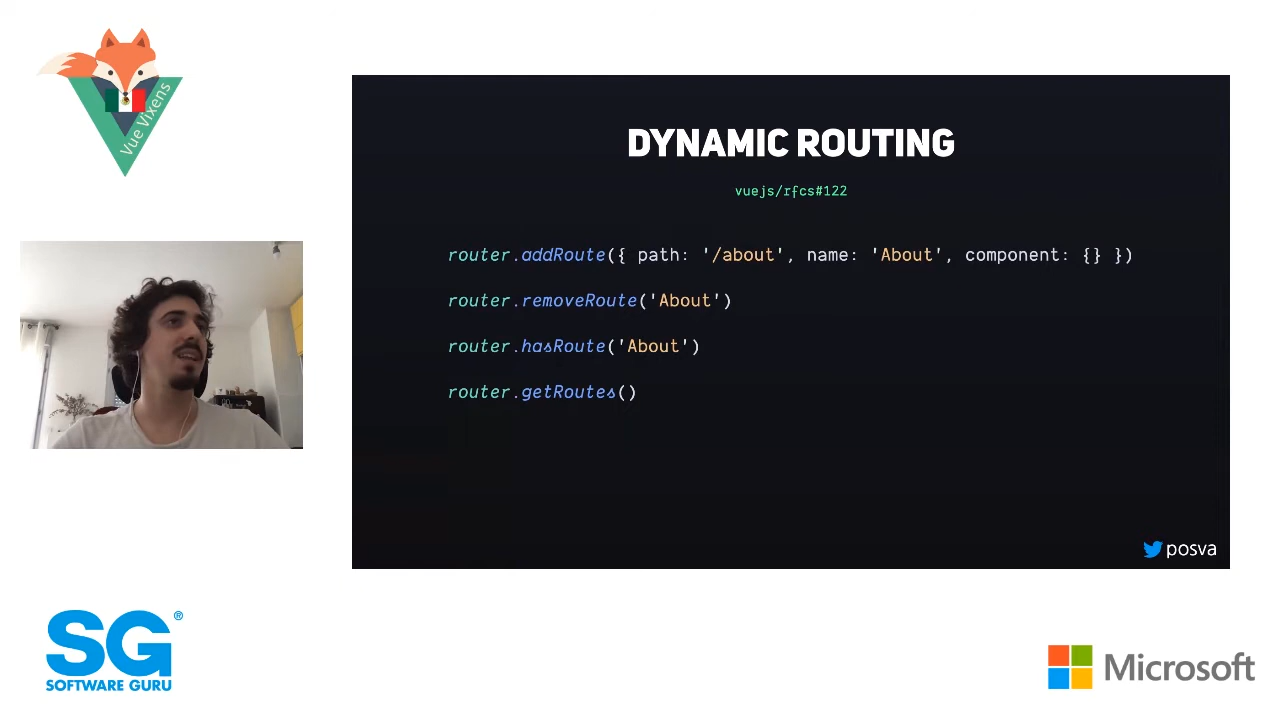 Vue Vixens
DYNAMIC ROUTING
vuejs/rfcs#122
router.addRoute({ path: '/about', name: 'About', component: {} })
router.removeRoute('About')
router.hasRoute('About')
router.getRoutes()
posva
SG®
SOFTWARE GURU
Microsoft